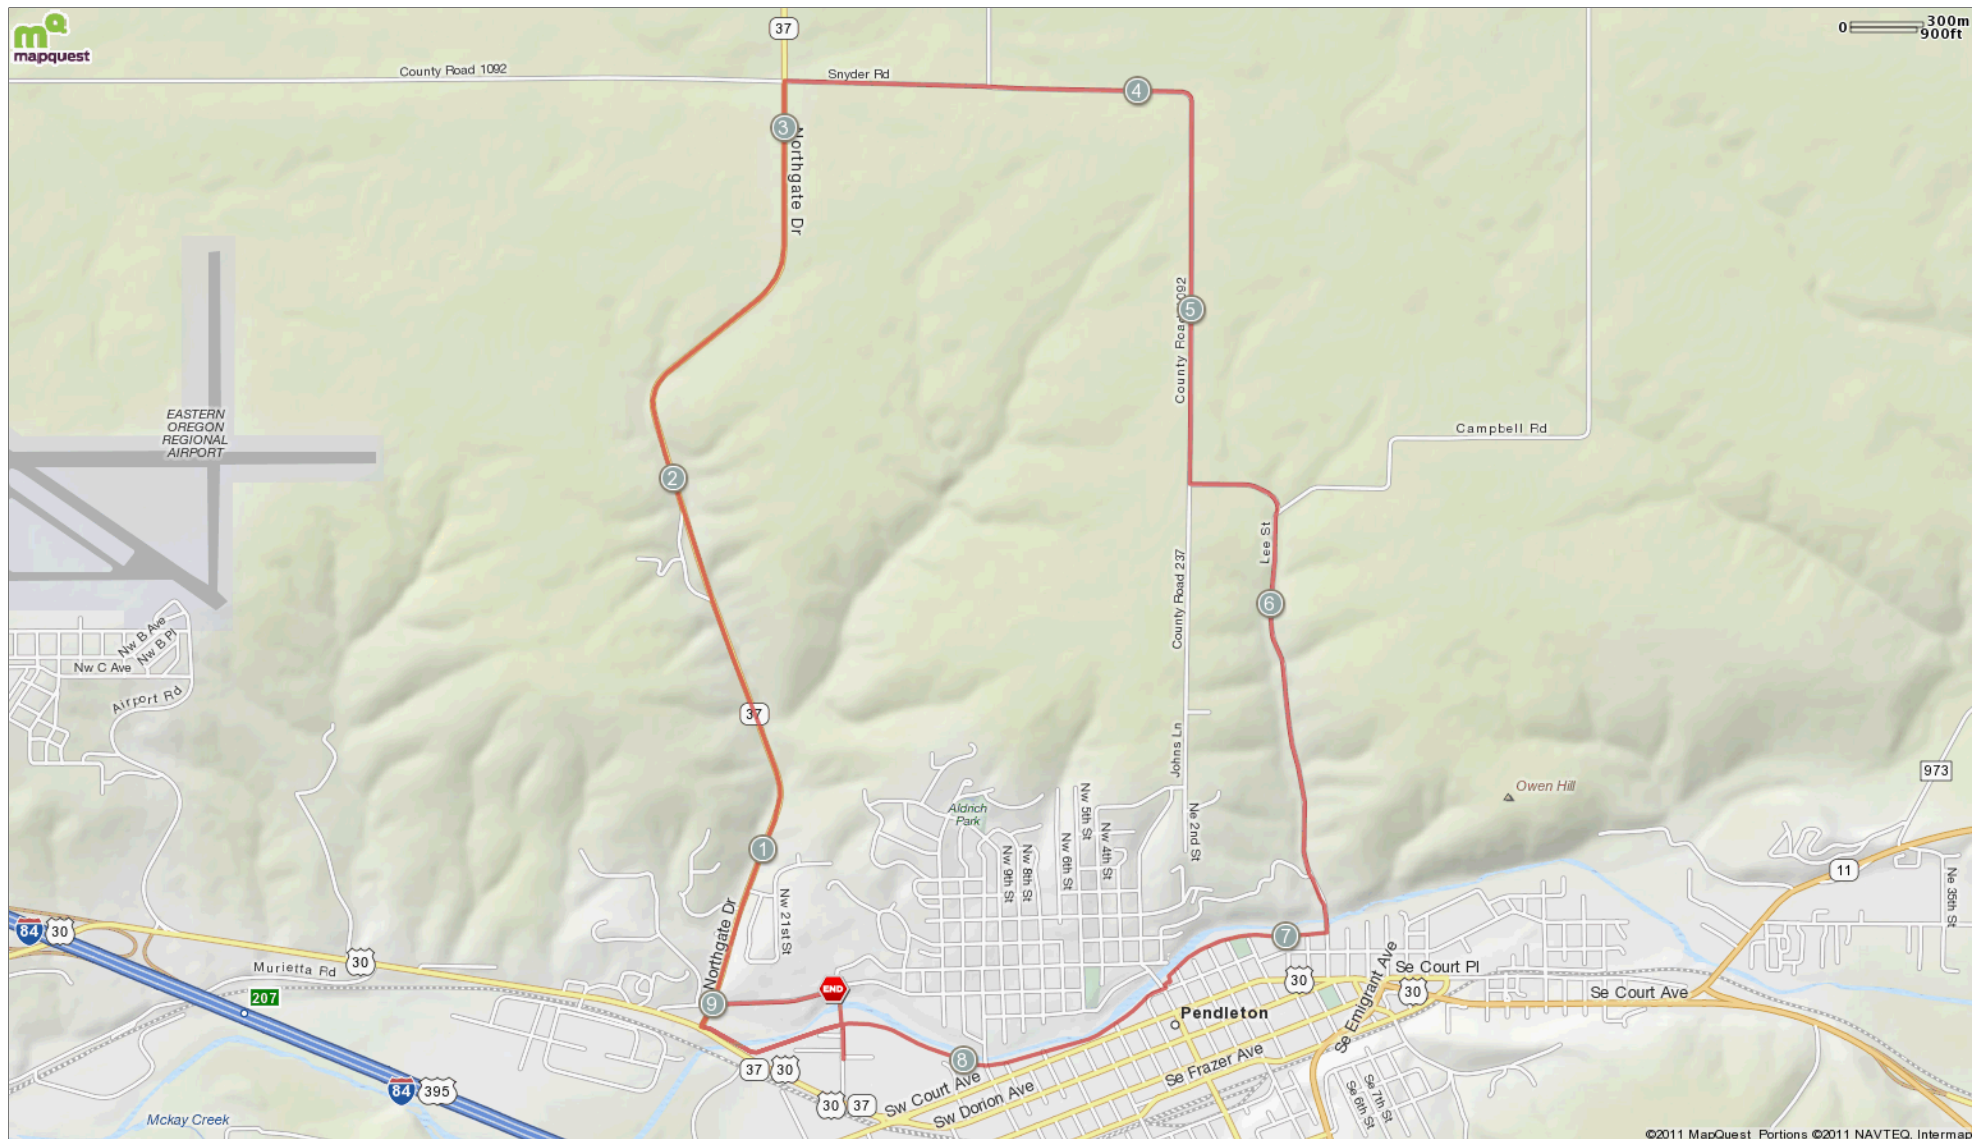 mapquest
37
0
300m
900ft
County Road 1092
Snyder Rd
4
3
Northgate Dr
County Road 1092
5
EASTERN
OREGON
REGIONAL
AIRPORT
Campbell Rd
2
Lee St
County Road 237
6
Nw B Ave
Nw B Pl
Nw C Ave
Airport Rd
37
Johns Ln
973
Owen Hill
Aldrich
Park
Nw 5th St
Nw 4th St
Nw 6th St
Nw 8th St
Nw 9th St
Ne 2nd St
1
11
Ne 35th St
Nw 21st St
Northgate Dr
84
30
30
Murietta Rd
207
7
END
9
30
Se Court Pl
30
Se Court Ave
Se Emigrant Ave
Pendleton
8
37
30
Se Frazer Ave
Sw Court Ave
Sw Dorion Ave
30
37
84
395
Se 7th St
Se 6th St
Mckay Creek
©2011 MapQuest Portions ©2011 NAVTEQ, Intermap